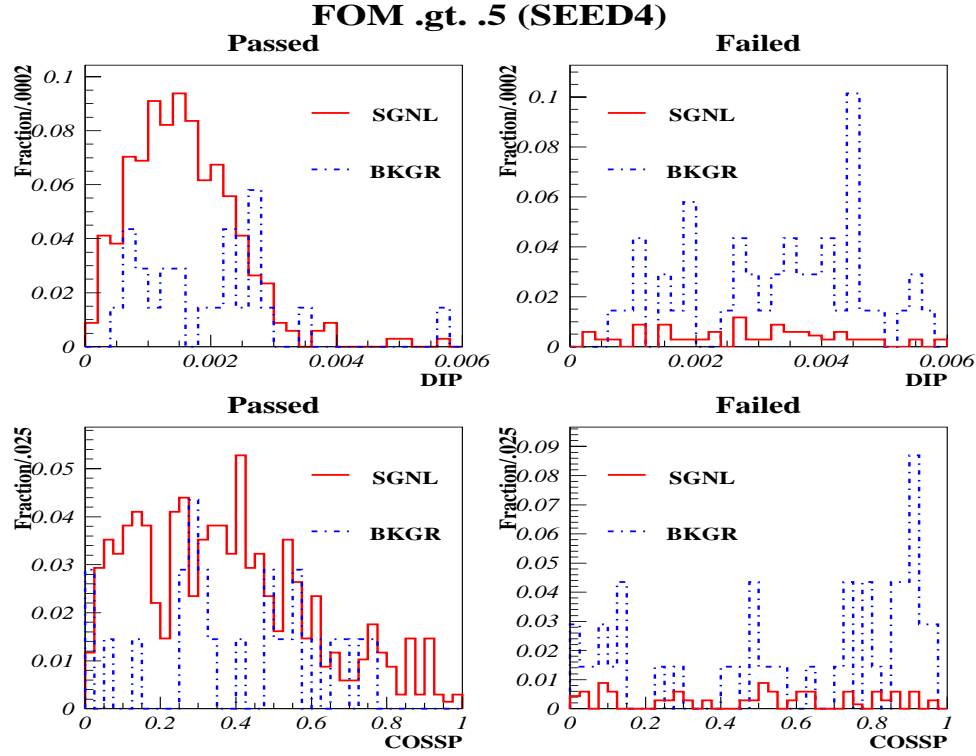 FOM .gt. .5 (SEED4)
Passed
Fraction/.0002
0.1
0.08
0.06
0.04
0.02
0
SGNL
BKGR
0 0.002 0.004 0.006
DIP
Failed
Fraction/.0002
0.1
0.08
0.06
0.04
0.02
0
SGNL
BKGR
0 0.002 0.004 0.006
DIP
Passed
Fraction/.025
0.05
0.04
0.03
0.02
0.01
0
SGNL
BKGR
0 0.2 0.4 0.6 0.8 1
COSSP
Failed
Fraction/.025
0.09
0.08
0.07
0.06
0.05
0.04
0.03
0.02
0.01
0
SGNL
BKGR
0 0.2 0.4 0.6 0.8 1
COSSP